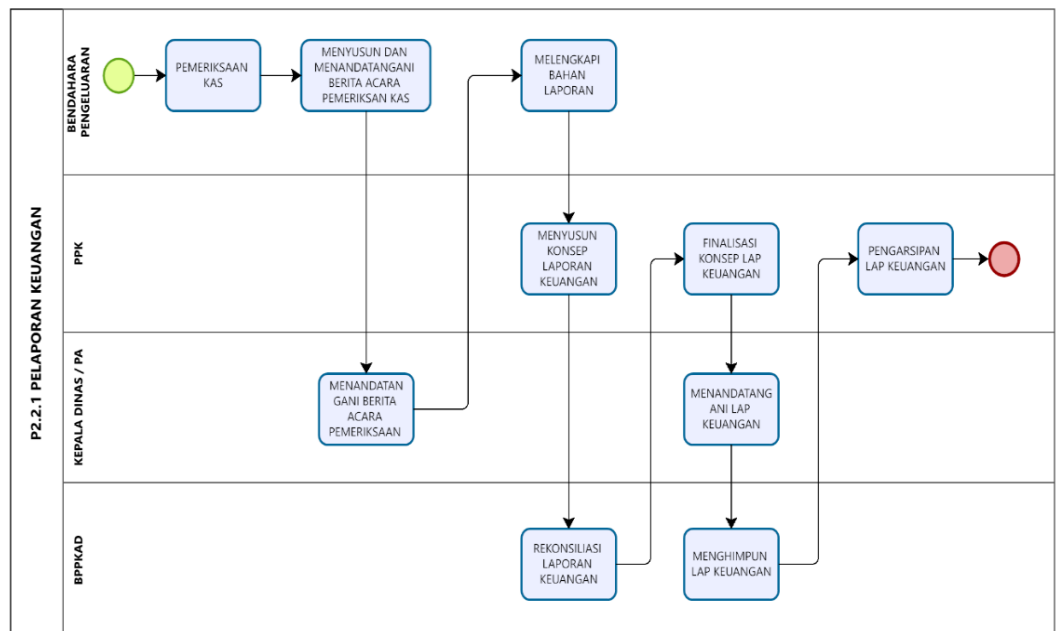 P2.2.1 PELAPORAN KEUANGAN
BENDAHARA
PENGELUARAN
PEMERIKSAAN
KAS
MENYUSUN DAN
MENANDATANGANI
BERITA ACARA
PEMERIKSAN KAS
MELENGKAPI
BAHAN
LAPORAN
PPK
MENYUSUN
KONSEP
LAPORAN
KEUANGAN
FINALISASI
KONSEP LAP
KEUANGAN
PENGARSIPAN
LAP KEUANGAN
KEPALA DINAS / PA
MENANDATAN
GANI BERITA
ACARA
PEMERIKSAAN
MENANDATANG
ANI LAP
KEUANGAN
BPPKAD
REKONSILIASI
LAPORAN
KEUANGAN
MENGHIMPUN
LAP KEUANGAN